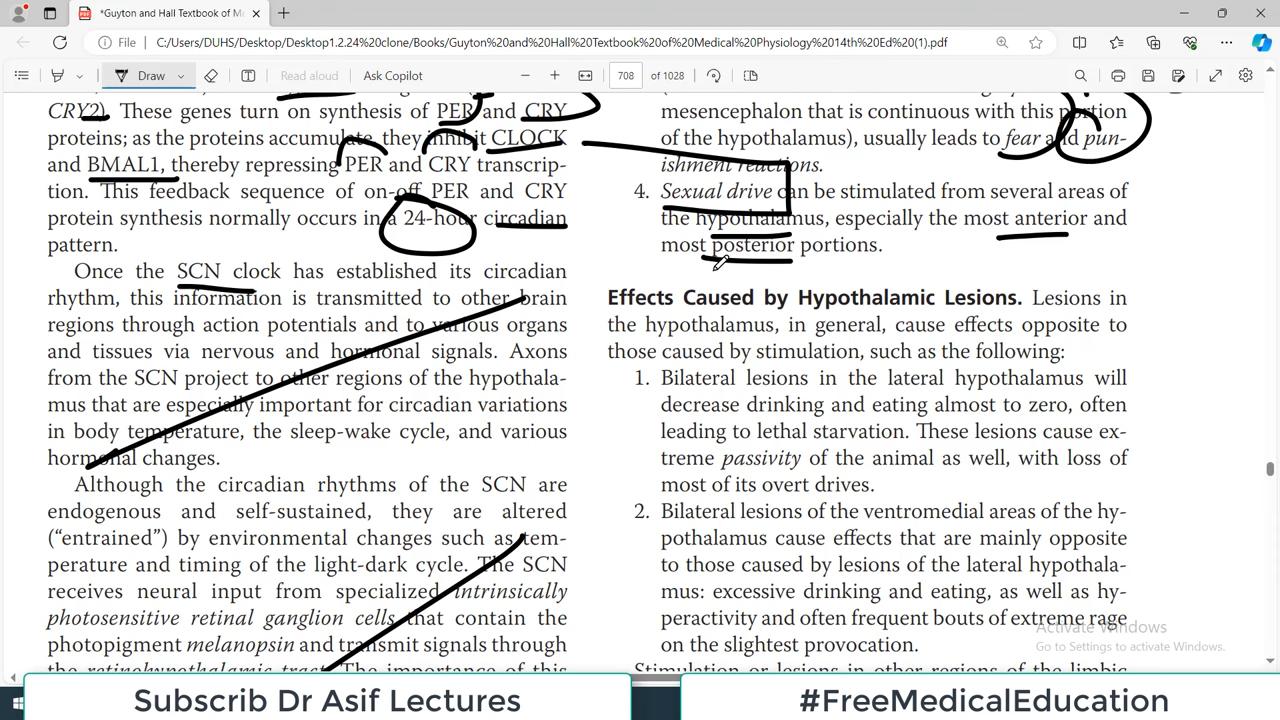 *Guyton and Hall Textbook of Me
File C:/Users/DUHS/Desktop/Desktop1.2.24%20clone/Books/Guyton%20and%20Hall%20Textbook%20of%20Medical%20Physiology%2014th%20Ed%20(1).pdf
Draw Read aloud Ask Copilot 708 of 1028
CRY2). These genes turn on synthesis of PER and CRY
proteins; as the proteins accumulate, they inhibit CLOCK
and BMAL1, thereby repressing PER and CRY transcrip-
tion. This feedback sequence of on-off PER and CRY
protein synthesis normally occurs in a 24-hour circadian
pattern.
Once the SCN clock has established its circadian
rhythm, this information is transmitted to other brain
regions through action potentials and to various organs
and tissues via nervous and hormonal signals. Axons
from the SCN project to other regions of the hypothala-
mus that are especially important for circadian variations
in body temperature, the sleep-wake cycle, and various
hormonal changes.
Although the circadian rhythms of the SCN are
endogenous and self-sustained, they are altered
(“entrained”) by environmental changes such as tem-
perature and timing of the light-dark cycle. The SCN
receives neural input from specialized intrinsically
photosensitive retinal ganglion cells that contain the
photopigment melanopsin and transmit signals through
the retinohypothalamic tract. The importance of this
mesencephalon that is continuous with this portion
of the hypothalamus), usually leads to fear and pun-
ishment reactions.
4. Sexual drive can be stimulated from several areas of
the hypothalamus, especially the most anterior and
most posterior portions.
Effects Caused by Hypothalamic Lesions. Lesions in
the hypothalamus, in general, cause effects opposite to
those caused by stimulation, such as the following:
1. Bilateral lesions in the lateral hypothalamus will
decrease drinking and eating almost to zero, often
leading to lethal starvation. These lesions cause ex-
treme passivity of the animal as well, with loss of
most of its overt drives.
2. Bilateral lesions of the ventromedial areas of the hy-
pothalamus cause effects that are mainly opposite
to those caused by lesions of the lateral hypothala-
mus: excessive drinking and eating, as well as hy-
peractivity and often frequent bouts of extreme rage
on the slightest provocation.
Stimulation or lesions in other regions of the limbic
Activate Windows
Go to Settings to activate Windows.
Subscrib Dr Asif Lectures
#FreeMedicalEducation